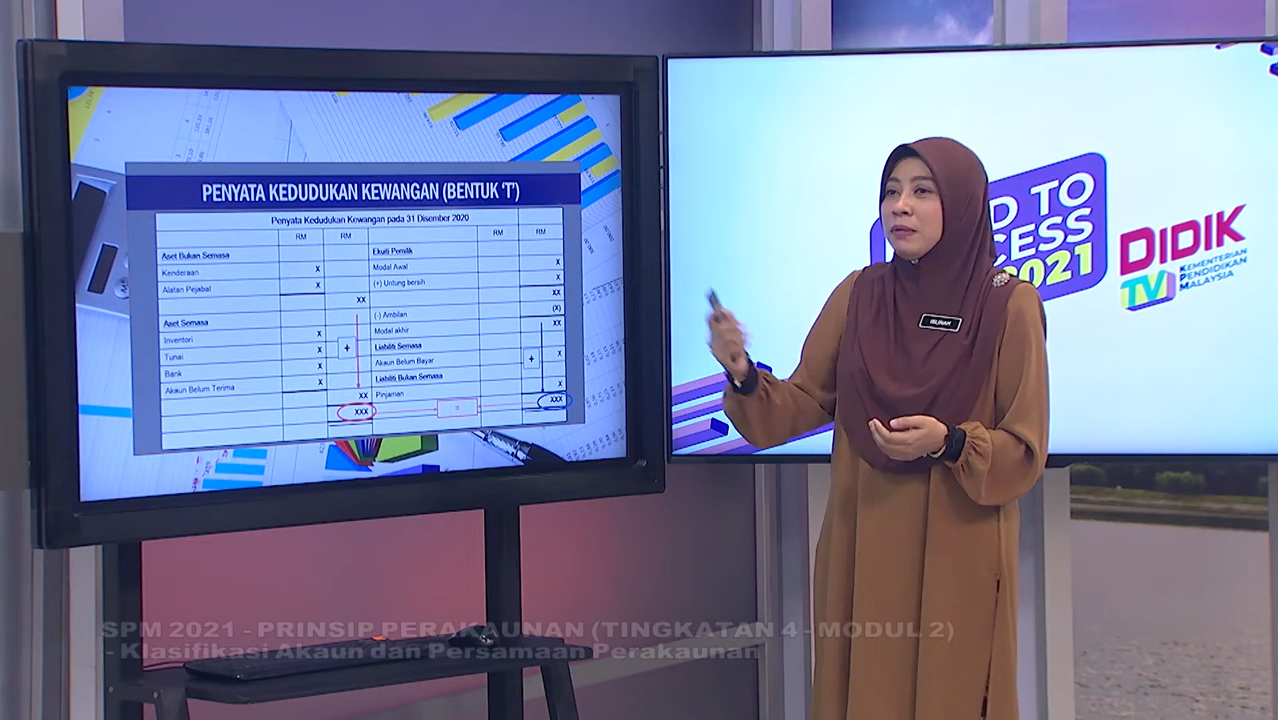 PENYATA KEDUDUKAN KEWANGAN (BENTUK 'T')
Penyata Kedudukan Kewangan pada 31 Disember 2020
RM RM RM RM
Aset Bukan Semasa Ekuiti Pemilik
Kenderaan X Modal Awal X
Alatan Pejabat X (+) Untung bersih X
XX XX
(-) Ambilan (X)
Aset Semasa Modal akhir XX
Inventori X Liabiliti Semasa
Tunai X + Akaun Belum Bayar + X
Bank X Liabiliti Bukan Semasa
Akaun Belum Terima X Pinjaman X
XX XXX
XXX =
D TO
CESS
2021
DIDIK
TV
KEMENTERIAN
PENDIDIKAN
MALAYSIA
SPM 2021 - PRINSIP PERAKAUNAN (TINGKATAN 4 - MODUL 2)
- Klasifikasi Akaun dan Persamaan Perakaunan